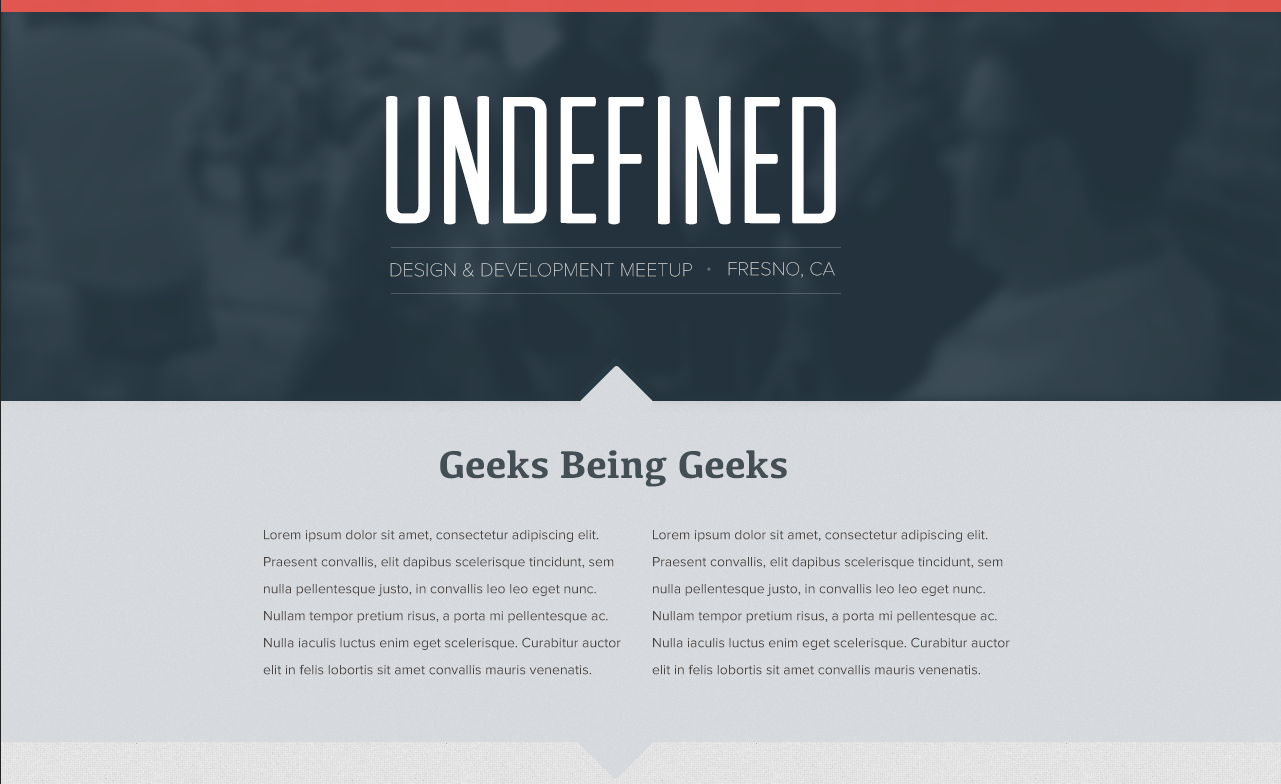 UNDEFINED
DESIGN & DEVELOPMENT MEETUP • FRESNO, CA
Geeks Being Geeks
Lorem ipsum dolor sit amet, consectetur adipiscing elit.
Praesent convallis, elit dapibus scelerisque tincidunt, sem
nulla pellentesque justo, in convallis leo leo eget nunc.
Nullam tempor pretium risus, a porta mi pellentesque ac.
Nulla iaculis luctus enim eget scelerisque. Curabitur auctor
elit in felis lobortis sit amet convallis mauris venenatis.
Lorem ipsum dolor sit amet, consectetur adipiscing elit.
Praesent convallis, elit dapibus scelerisque tincidunt, sem
nulla pellentesque justo, in convallis leo leo eget nunc.
Nullam tempor pretium risus, a porta mi pellentesque ac.
Nulla iaculis luctus enim eget scelerisque. Curabitur auctor
elit in felis lobortis sit amet convallis mauris venenatis.